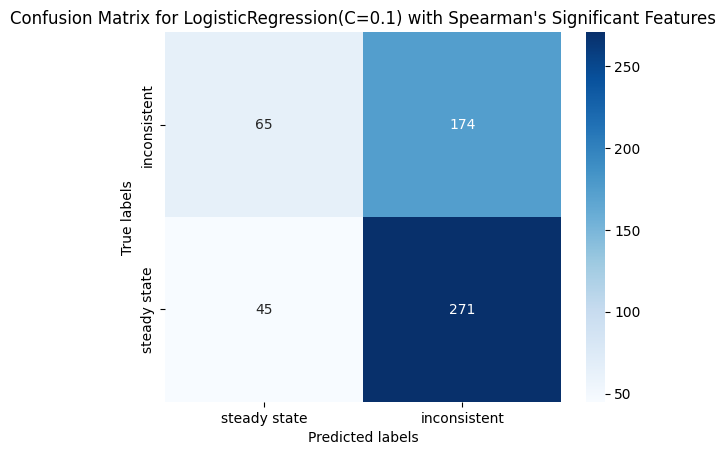 Confusion Matrix for LogisticRegression(C=0.1) with Spearman's Significant Features
True labels
inconsistent
steady state
65
174
45
271
steady state
inconsistent
Predicted labels
250
200
150
100
50